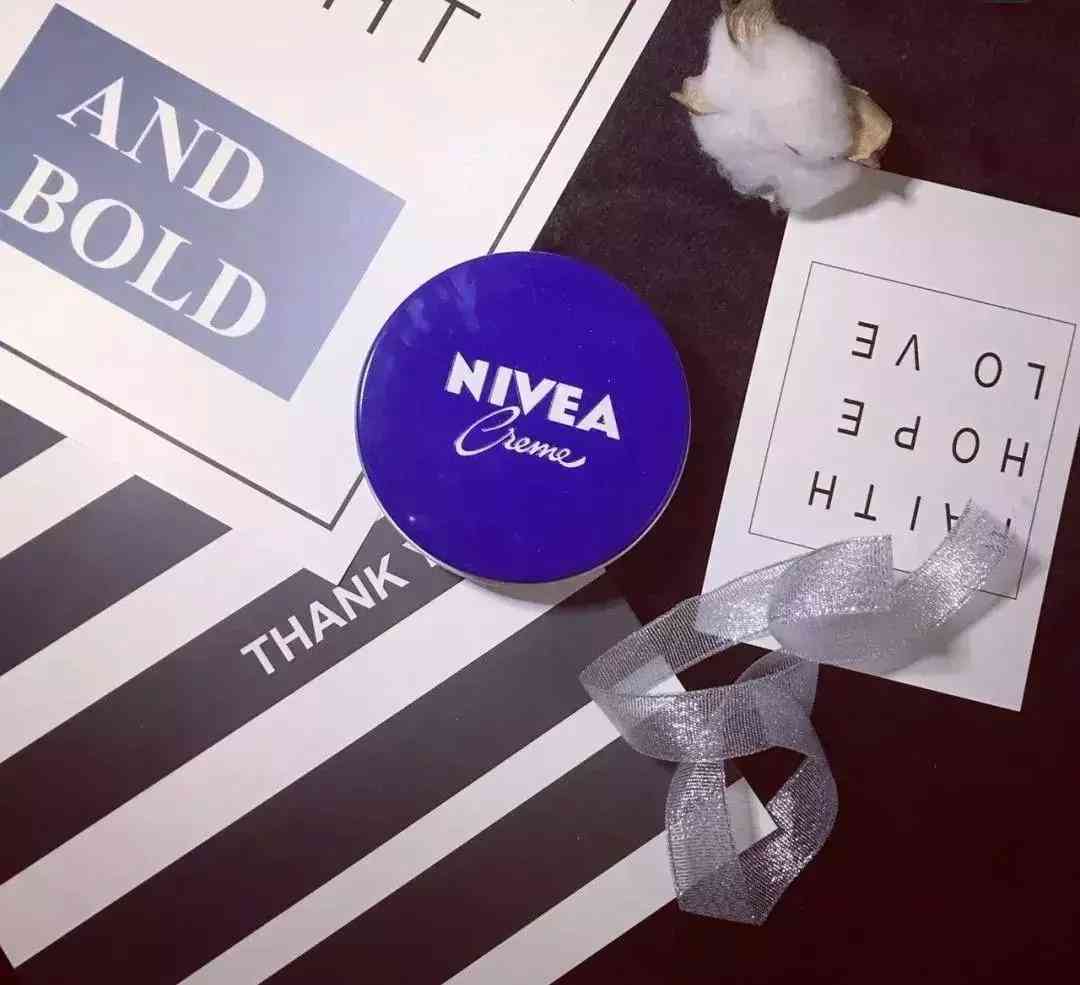 AND
BOLD
NIVEA
Creme
THANK
FAITH
HOPE
LOVE